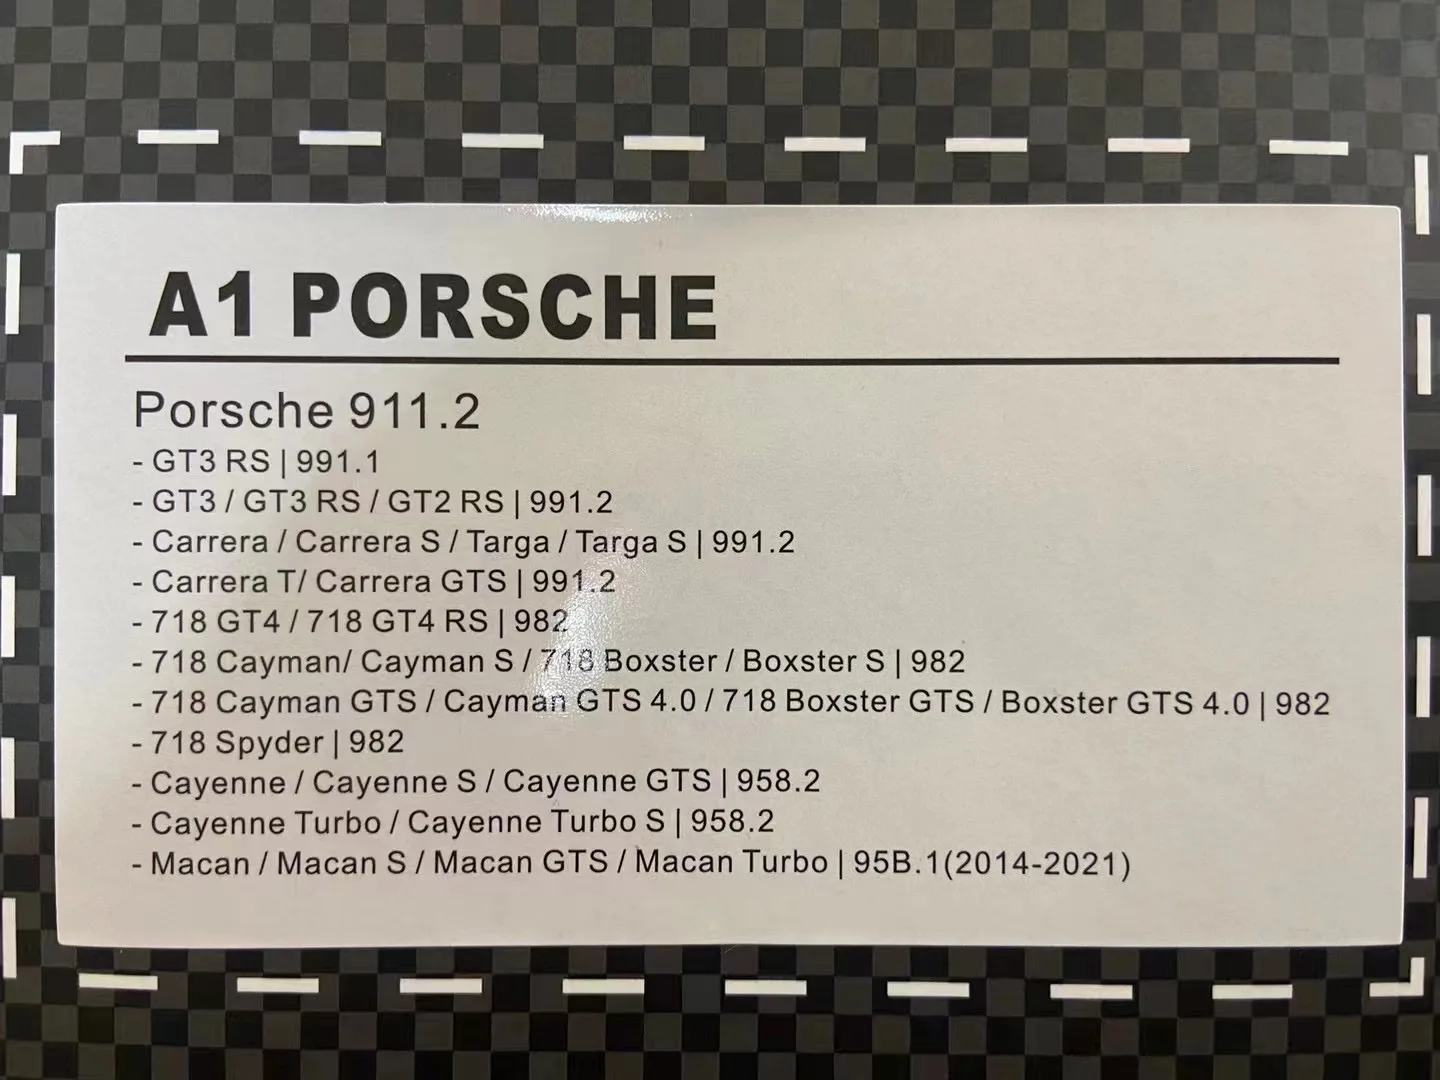 A1 PORSCHE
Porsche 911.2
- GT3 RS | 991.1
- GT3 / GT3 RS / GT2 RS | 991.2
- Carrera / Carrera S / Targa / Targa S | 991.2
- Carrera T/ Carrera GTS | 991.2
- 718 GT4 / 718 GT4 RS | 982
- 718 Cayman/ Cayman S / 718 Boxster / Boxster S | 982
- 718 Cayman GTS / Cayman GTS 4.0 / 718 Boxster GTS / Boxster GTS 4.0 | 982
- 718 Spyder | 982
- Cayenne / Cayenne S / Cayenne GTS | 958.2
- Cayenne Turbo / Cayenne Turbo S | 958.2
- Macan / Macan S / Macan GTS / Macan Turbo | 95B.1(2014-2021)